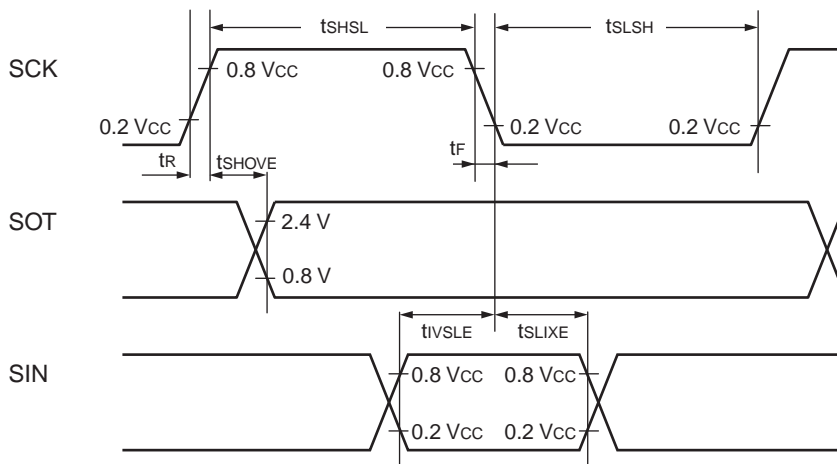 tSHSL tSLSH
SCK 0.8 VCC 0.8 VCC
0.2 VCC 0.2 VCC 0.2 VCC
tR tSHOVE tF
SOT 2.4 V
0.8 V
tIVSLE tSLIXE
SIN 0.8 VCC 0.8 VCC
0.2 VCC 0.2 VCC